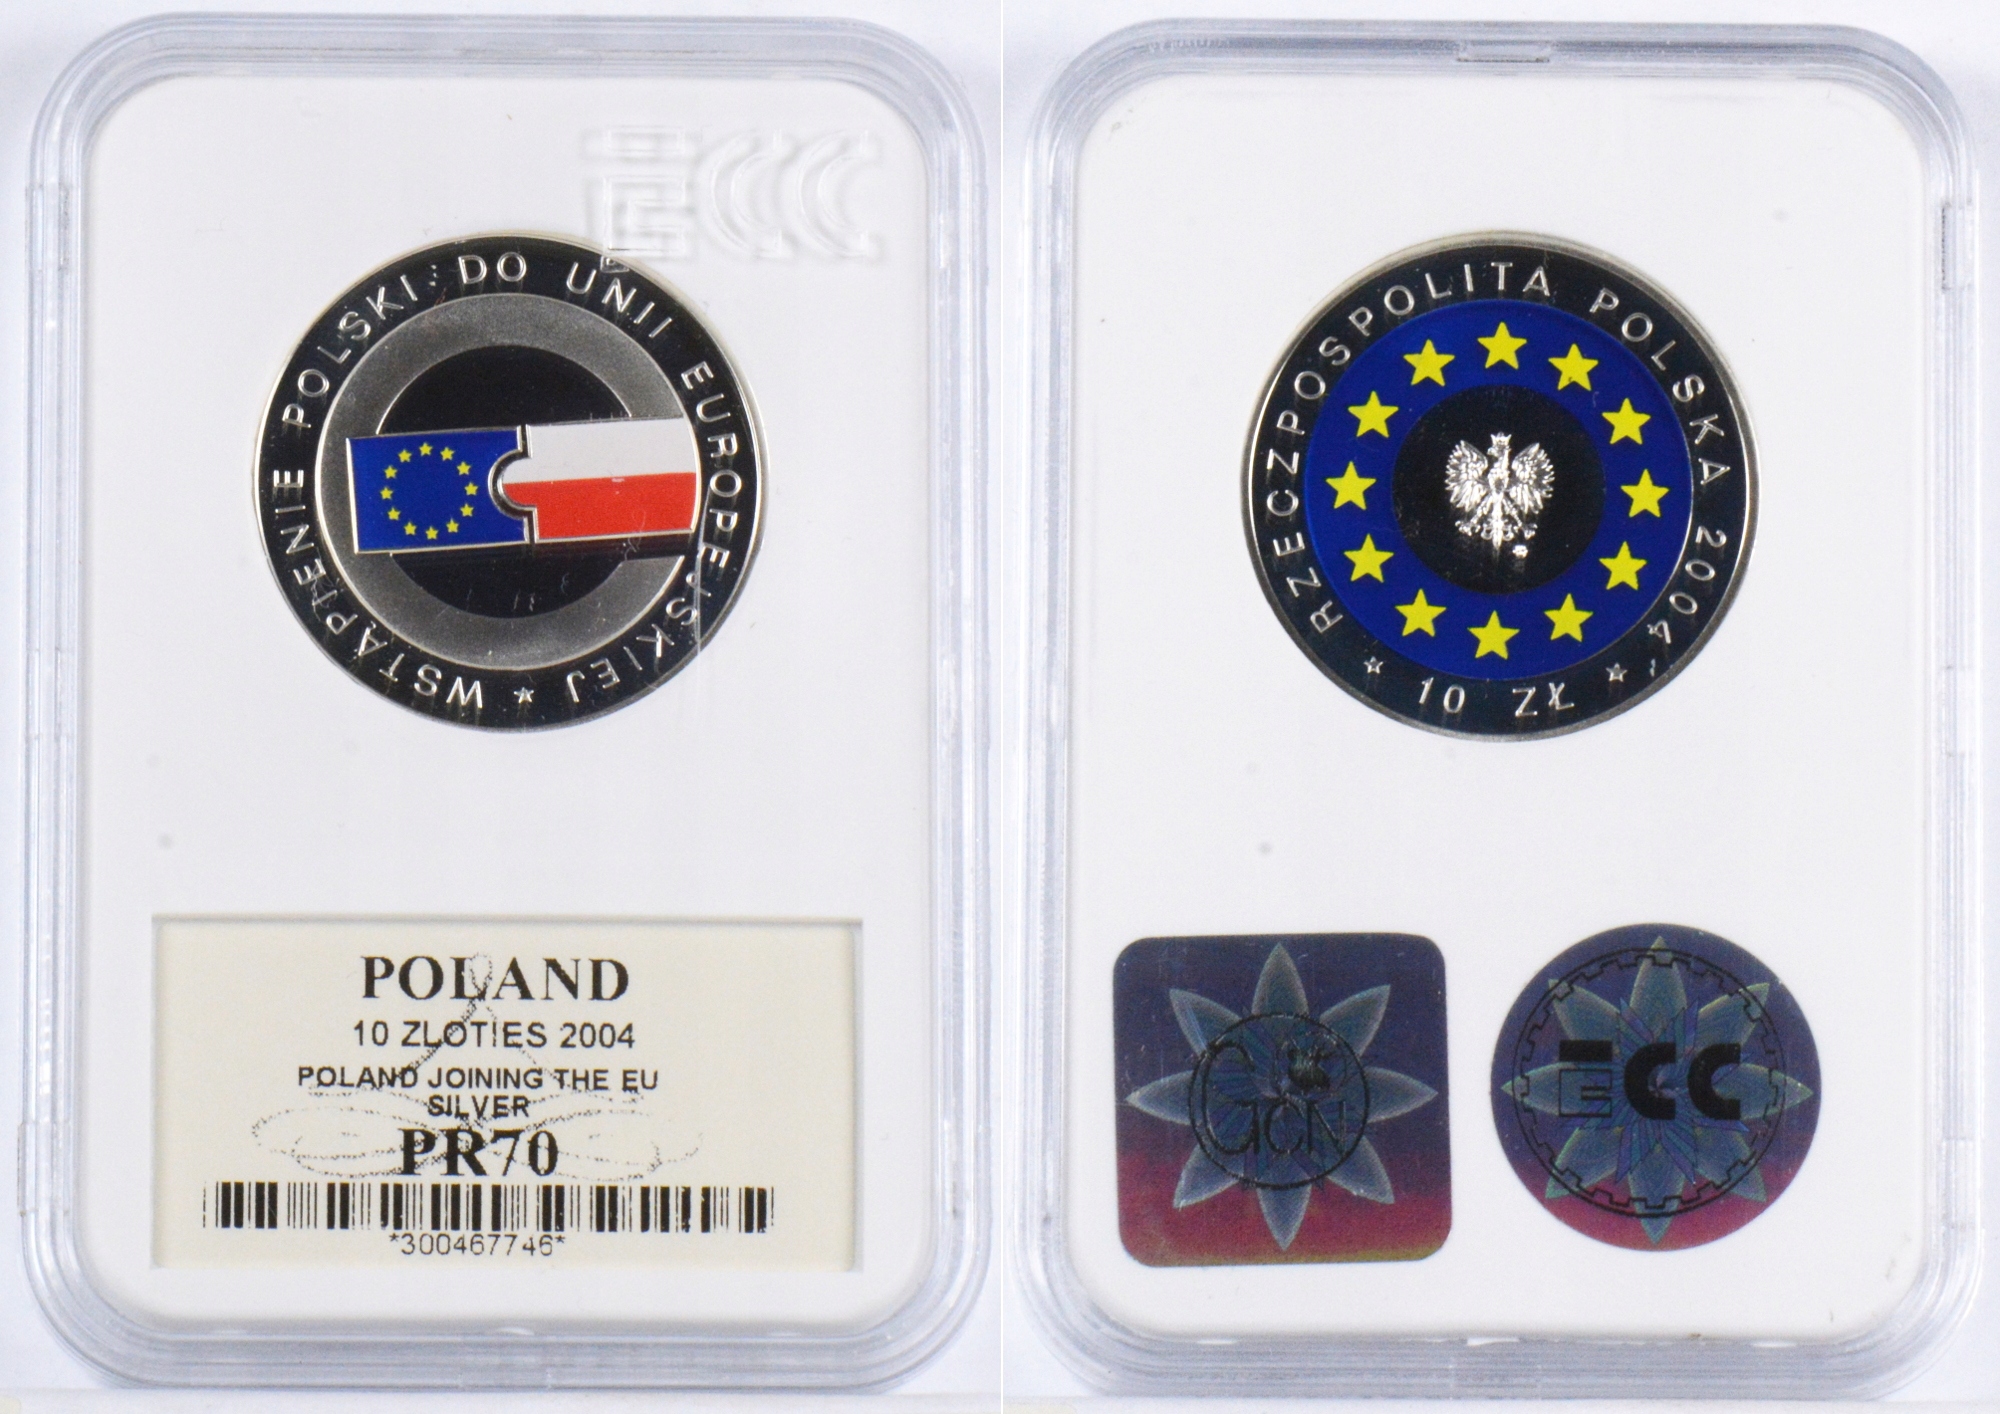 ECC
WSTĄPIENIE POLSKI DO UNII EUROPEJSKIEJ
POLAND
10 ZLOTIES 2004
POLAND JOINING THE EU
SILVER
PR70
*300467746*
RZECZPOSPOLITA POLSKA 2004
10 ZŁ
GCN
ECC